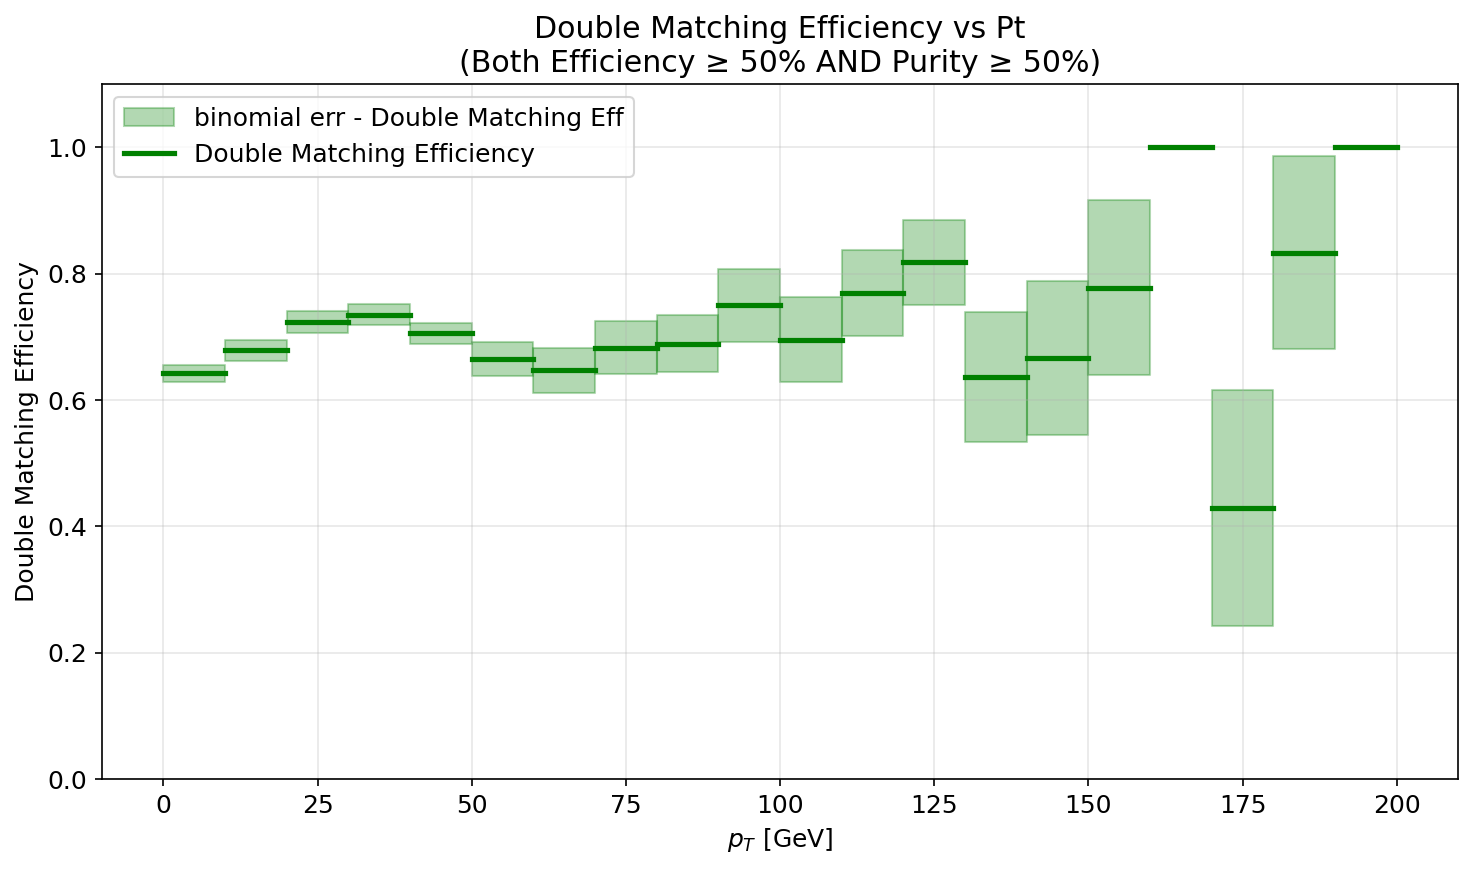 Double Matching Efficiency vs Pt
(Both Efficiency ≥ 50% AND Purity ≥ 50%)
binomial err - Double Matching Eff
Double Matching Efficiency
Double Matching Efficiency
1.0
0.8
0.6
0.4
0.2
0.0
0 25 50 75 100 125 150 175 200
p_T [GeV]